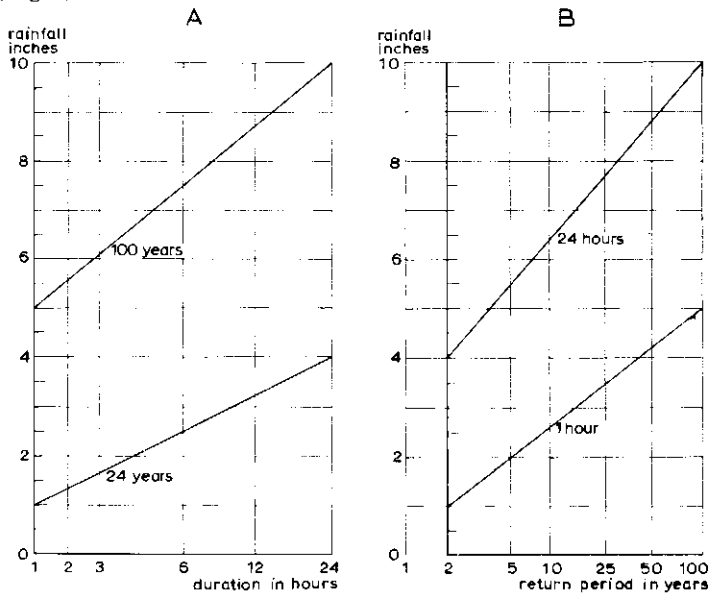 A
rainfall
inches
10
8
6
4
2
0
100 years
24 years
1 2 3 6 12 24
duration in hours
B
rainfall
inches
10
8
6
4
2
0
24 hours
1 hour
1 2 5 10 25 50 100
return period in years